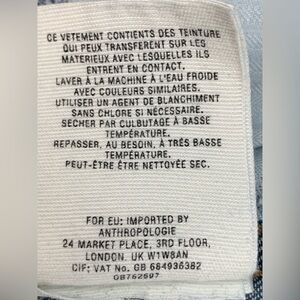 CE VETEMENT CONTIENTS DES TEINTURE
QUI PEUX TRANSFERENT SUR LES
MATERIEUX AVEC LESQUELLES ILS
ENTRENT EN CONTACT.
LAVER À LA MACHINE À L'EAU FROIDE
AVEC COULEURS SIMILAIRES.
UTILISER UN AGENT DE BLANCHIMENT
SANS CHLORE SI NÉCESSAIRE.
SÉCHER PAR CULBUTAGE À BASSE
TEMPÉRATURE.
REPASSER, AU BESOIN, À TRÈS BASSE
TEMPÉRATURE.
PEUT-ÊTRE ÊTRE NETTOYÉE SEC.
FOR EU: IMPORTED BY
ANTHROPOLOGIE
24 MARKET PLACE, 3RD FLOOR,
LONDON. UK W1W8AN
CIF; VAT No. GB 684936382
GB762597